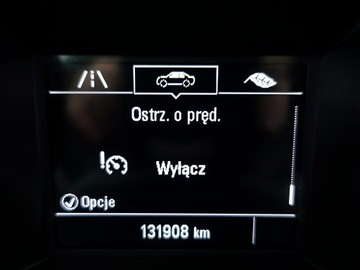 Ostrz. o pręd.
Wyłącz
Opcje
131908 km